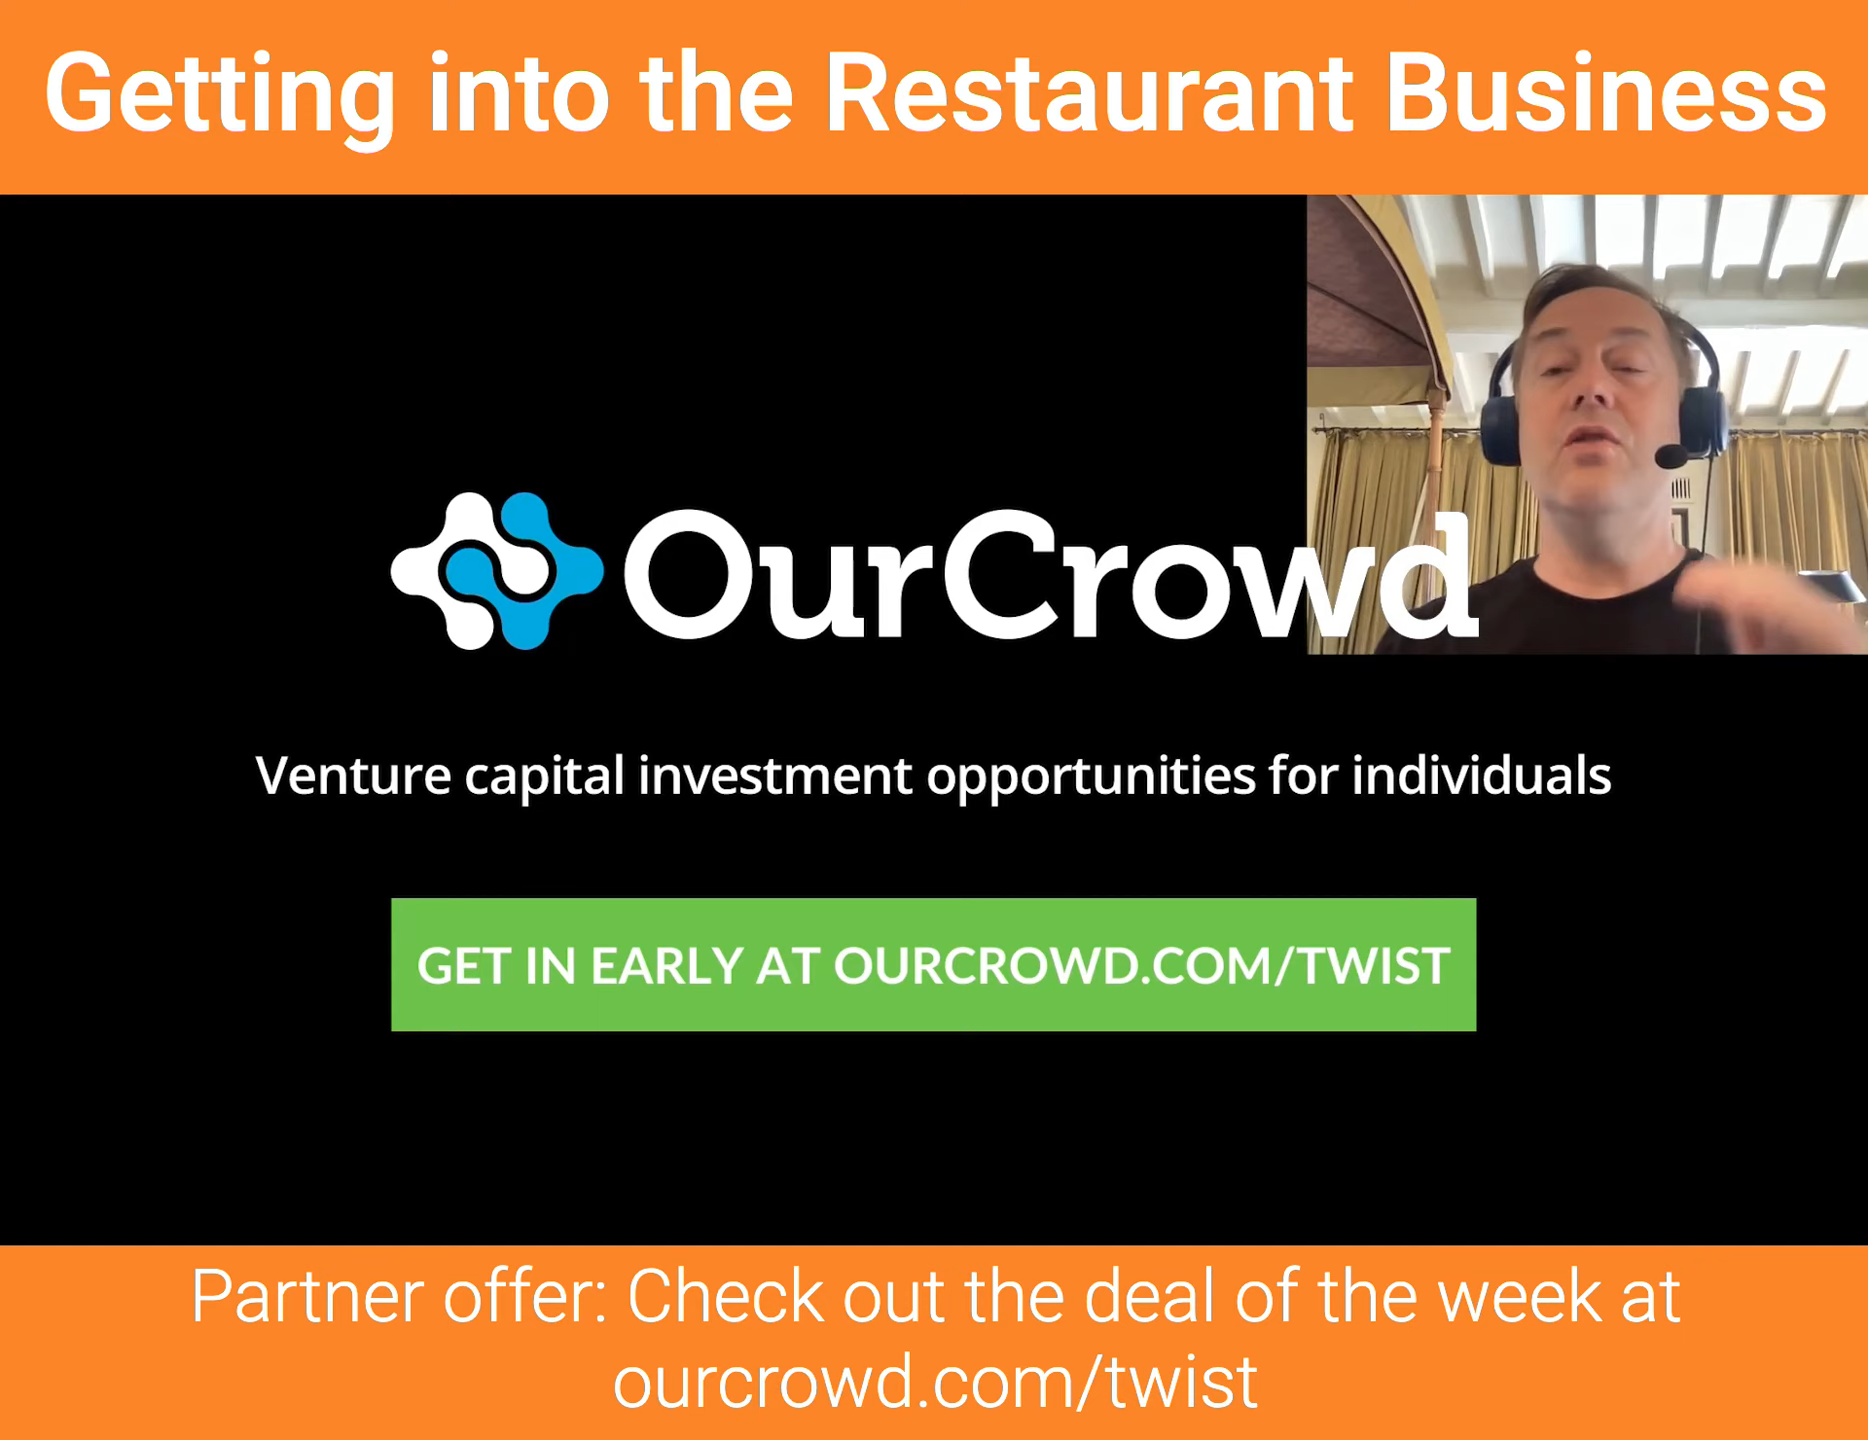 Getting into the Restaurant Business
OurCrowd
Venture capital investment opportunities for individuals
GET IN EARLY AT OURCROWD.COM/TWIST
Partner offer: Check out the deal of the week at
ourcrowd.com/twist